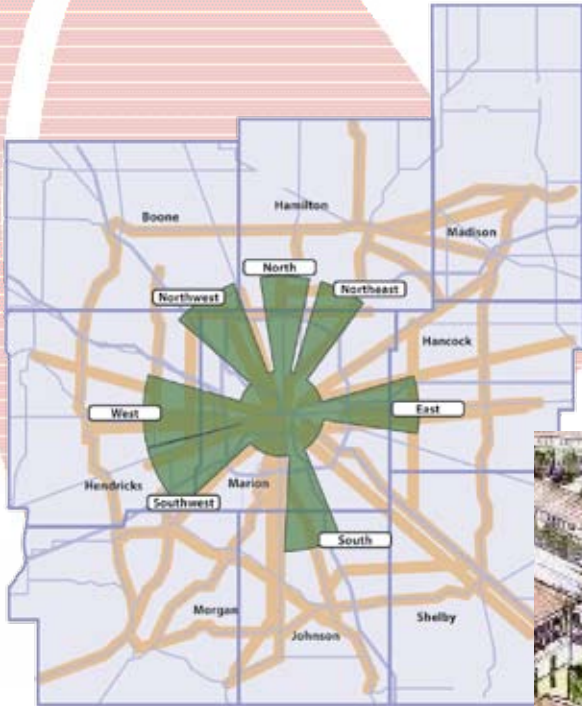 Boone
Hamilton
Madison
North
Northwest
Northeast
Hancock
West
East
Hendricks
Marion
Southwest
South
Morgan
Johnson
Shelby